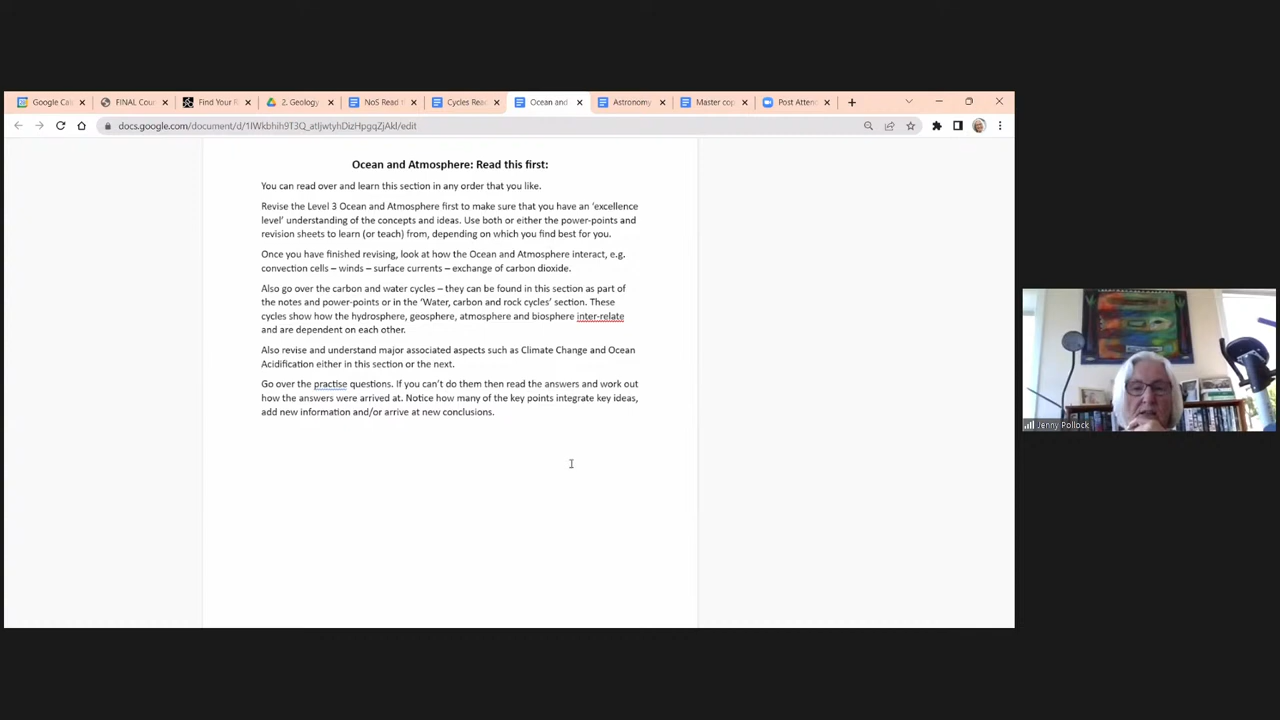 Google Cal
FINAL Cou
Find Your R
2. Geology
NoS Read t
Cycles Rea
Ocean and
Astronomy
Master cop
Post Atten
docs.google.com/document/d/
/edit
Ocean and Atmosphere: Read this first:
You can read over and learn this section in any order that you like.
Revise the Level 3 Ocean and Atmosphere first to make sure that you have an ‘excellence
level’ understanding of the concepts and ideas. Use both or either the power-points and
revision sheets to learn (or teach) from, depending on which you find best for you.
Once you have finished revising, look at how the Ocean and Atmosphere interact, e.g.
convection cells – winds – surface currents – exchange of carbon dioxide.
Also go over the carbon and water cycles – they can be found in this section as part of
the notes and power-points or in the ‘Water, carbon and rock cycles’ section. These
cycles show how the hydrosphere, geosphere, atmosphere and biosphere inter-relate
and are dependent on each other.
Also revise and understand major associated aspects such as Climate Change and Ocean
Acidification either in this section or the next.
Go over the practise questions. If you can’t do them then read the answers and work out
how the answers were arrived at. Notice how many of the key points integrate key ideas,
add new information and/or arrive at new conclusions.
Jenny Pollock